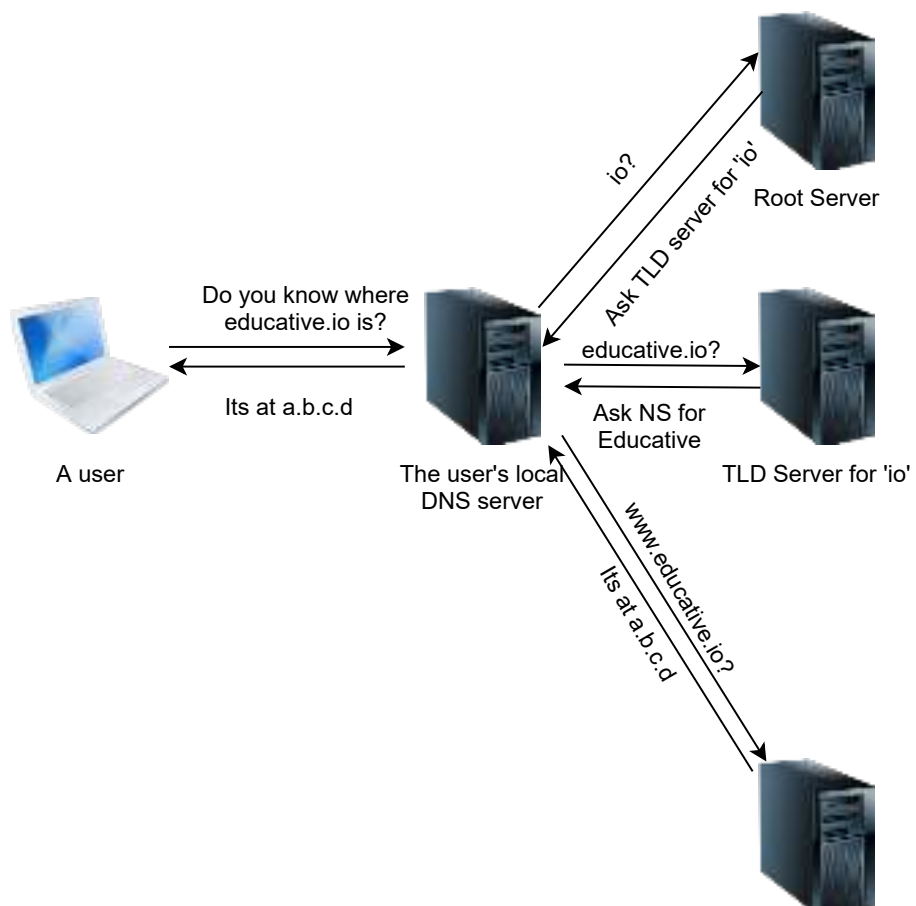 io?
Ask TLD server for 'io'
Root Server
Do you know where
educative.io is?
Its at a.b.c.d
A user
The user's local
DNS server
educative.io?
Ask NS for
Educative
TLD Server for 'io'
www.educative.io?
Its at a.b.c.d